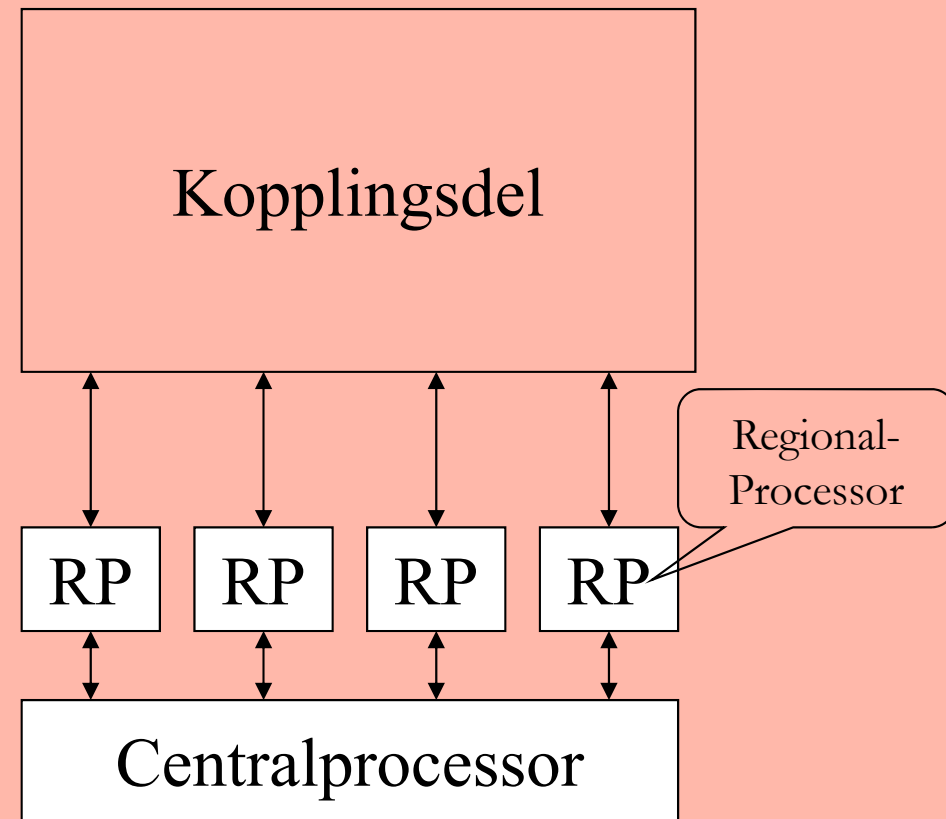 Kopplingsdel
Regional-
Processor
RP RP RP RP
Centralprocessor